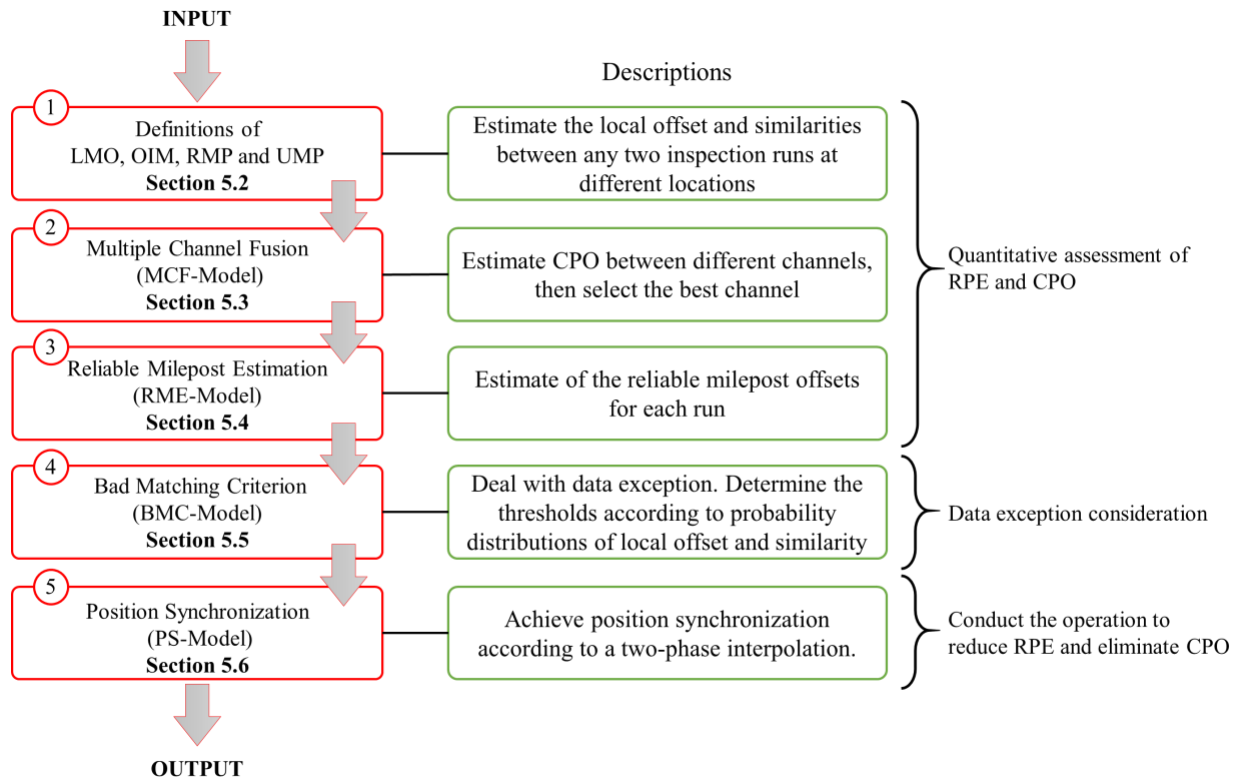 INPUT
Descriptions
1
Definitions of
LMO, OIM, RMP and UMP
Section 5.2
Estimate the local offset and similarities
between any two inspection runs at
different locations
2
Multiple Channel Fusion
(MCF-Model)
Section 5.3
Estimate CPO between different channels,
then select the best channel
Quantitative assessment of
RPE and CPO
3
Reliable Milepost Estimation
(RME-Model)
Section 5.4
Estimate of the reliable milepost offsets
for each run
4
Bad Matching Criterion
(BMC-Model)
Section 5.5
Deal with data exception. Determine the
thresholds according to probability
distributions of local offset and similarity
Data exception consideration
5
Position Synchronization
(PS-Model)
Section 5.6
Achieve position synchronization
according to a two-phase interpolation.
Conduct the operation to
reduce RPE and eliminate CPO
OUTPUT